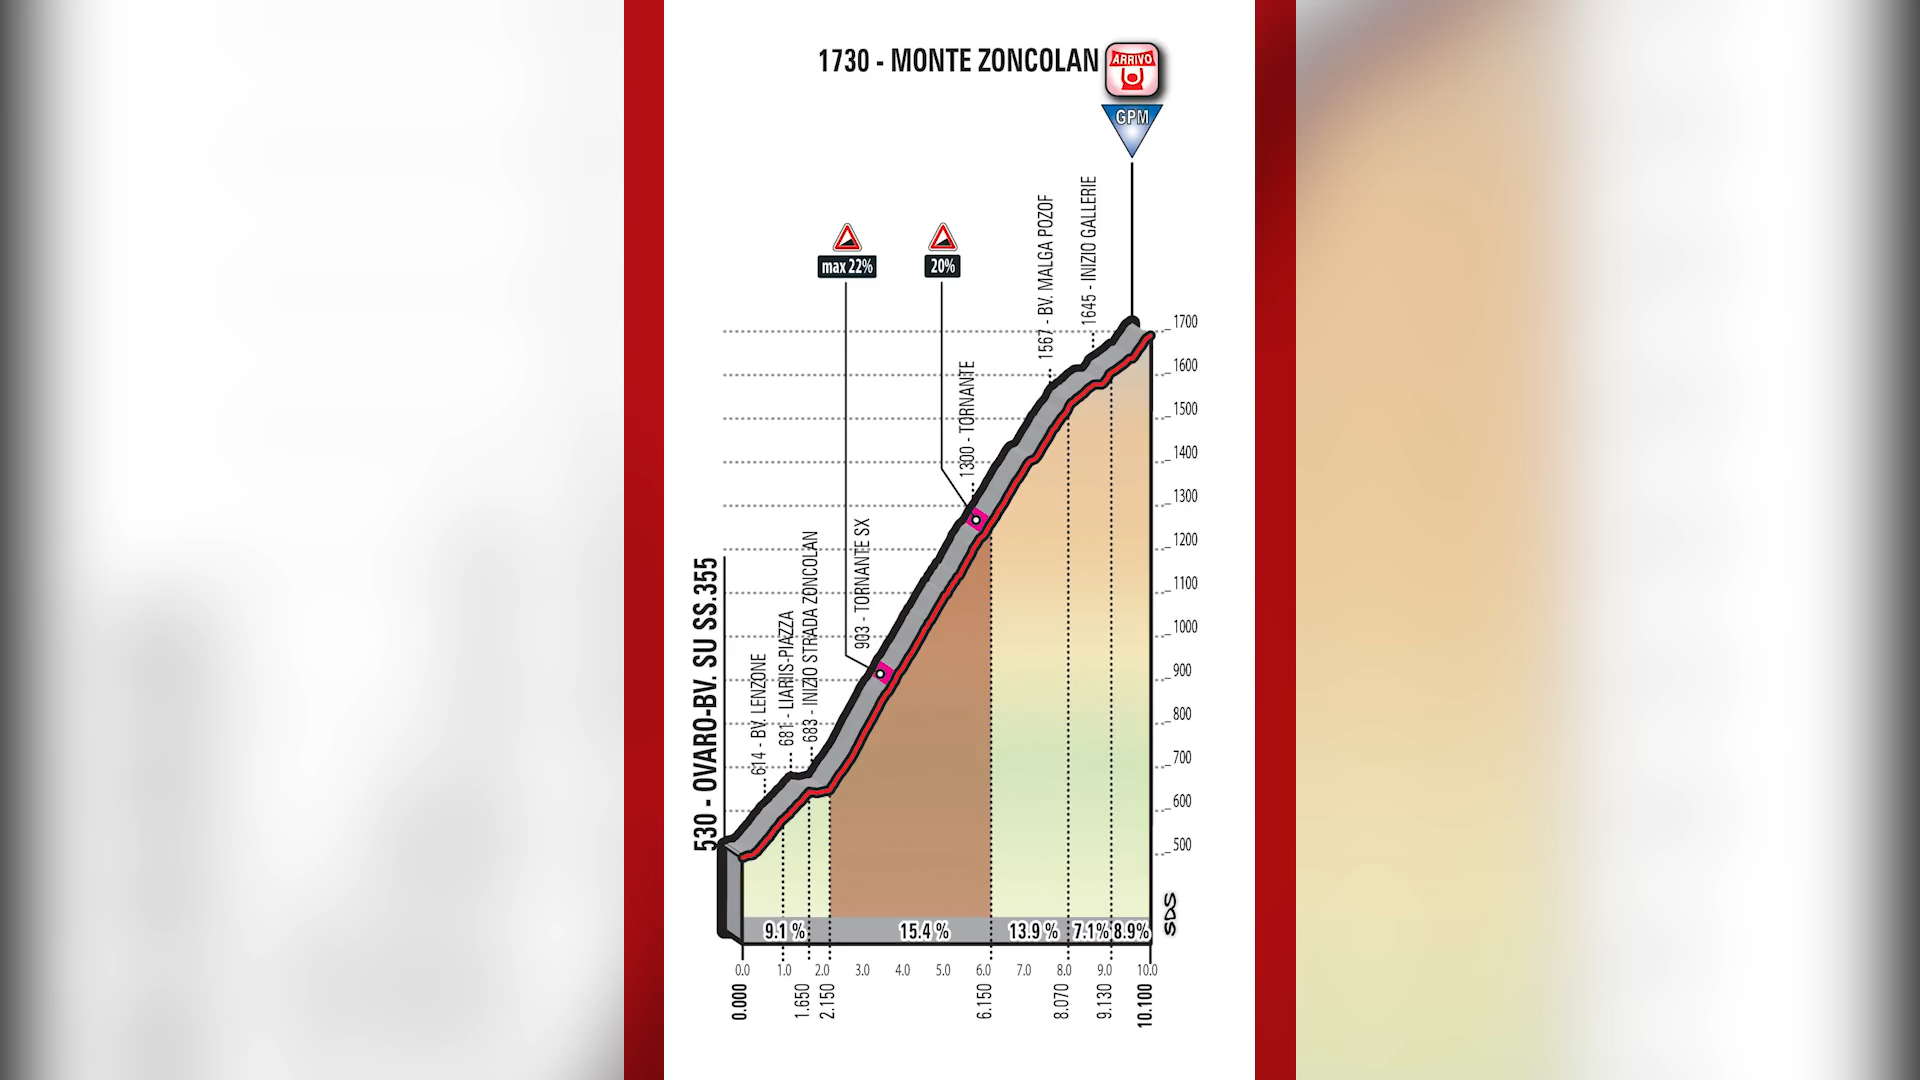 1730 - MONTE ZONCOLAN
ARRIVO
GPM
max 22%
20%
530 - OVARO-BV. SU SS.355
614 - BV. LENZONE
681 - LIARIIS-PIAZZA
683 - INIZIO STRADA ZONCOLAN
903 - TORNANTE SX
1300 - TORNANTE
1567 - BV. MALGA POZOF
1645 - INIZIO GALLERIE
1700
1600
1500
1400
1300
1200
1100
1000
900
800
700
600
500
SDS
9.1 % 15.4 % 13.9 % 7.1% 8.9%
0.0 1.0 2.0 3.0 4.0 5.0 6.0 7.0 8.0 9.0 10.0
0.000 1.650 2.150 6.150 8.070 9.130 10.100